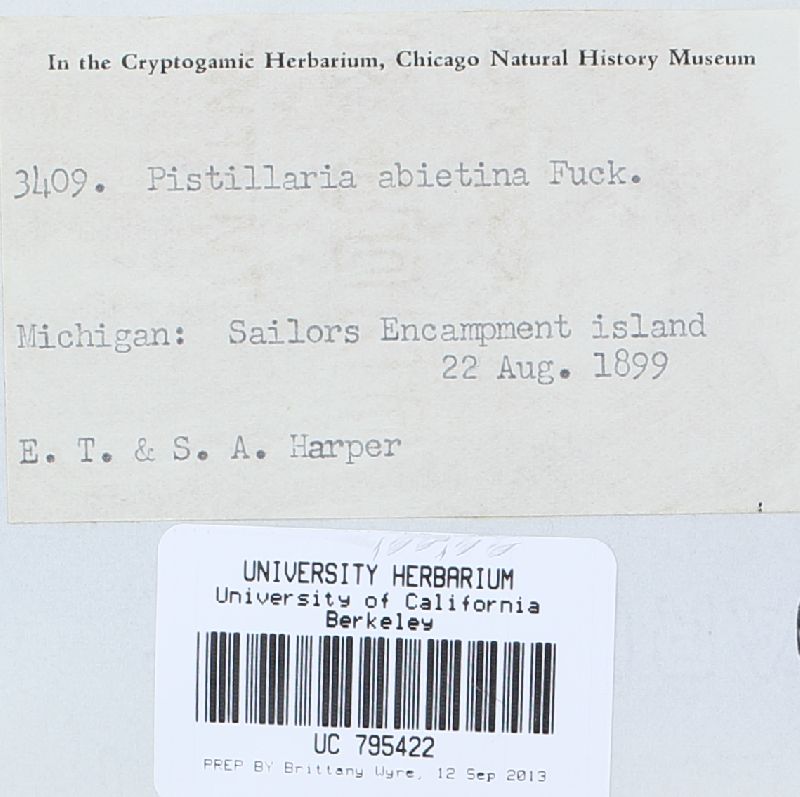 In the Cryptogamic Herbarium, Chicago Natural History Museum
3409. Pistillaria abietina Fuck.
Michigan: Sailors Encampment island
22 Aug. 1899
E. T. & S. A. Harper
UNIVERSITY HERBARIUM
University of California
Berkeley
UC 795422
PREP BY Brittany Wyre, 12 Sep 2013